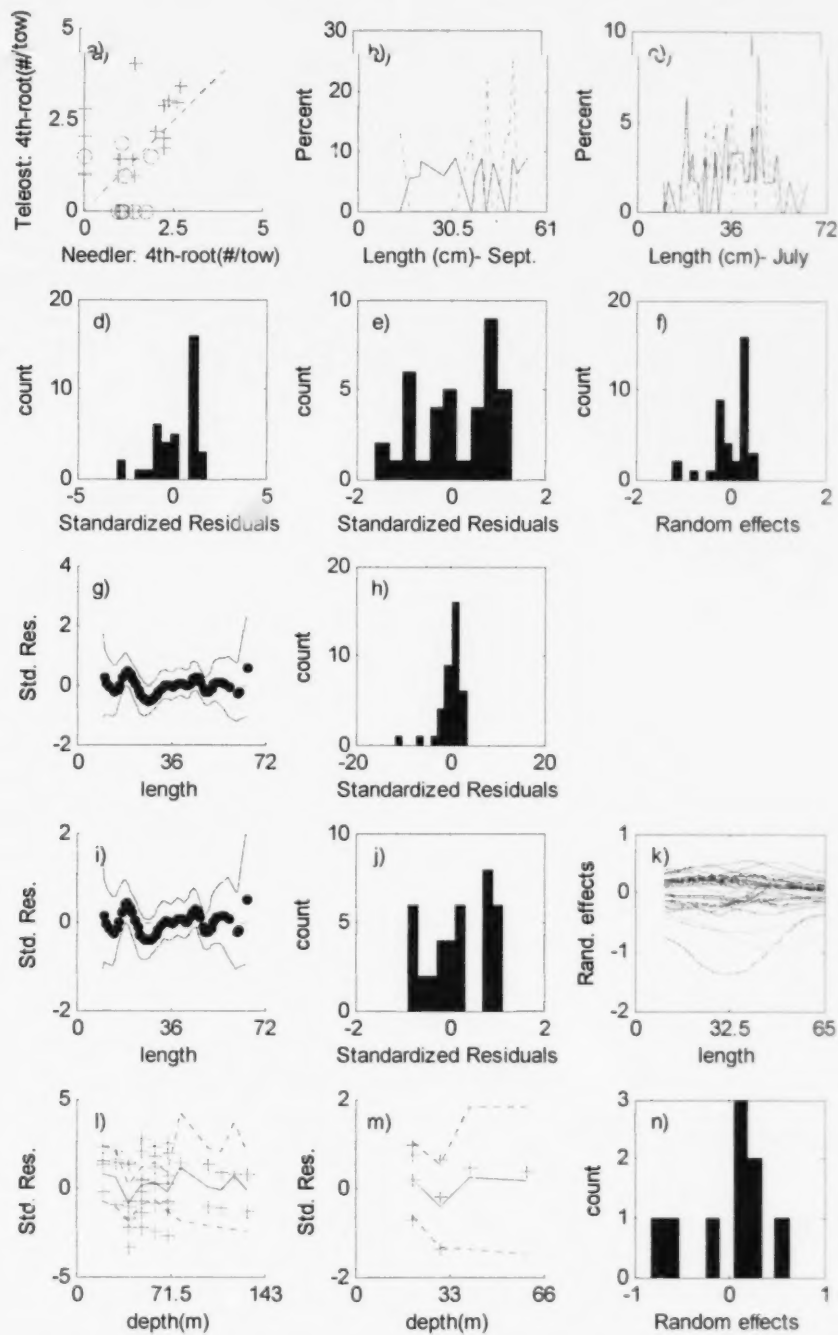 a)
Teleost: 4th-root(#/tow)
5
2.5
0
0 2.5 5
Needler: 4th-root(#/tow)
b)
Percent
30
20
10
0
0 30.5 61
Length (cm)- Sept.
c)
Percent
10
5
0
0 36 72
Length (cm)- July
d)
count
20
10
0
-5 0 5
Standardized Residuals
e)
count
10
5
0
-2 0 2
Standardized Residuals
f)
count
20
10
0
-2 0 2
Random effects
g)
Std. Res.
4
2
0
-2
0 36 72
length
h)
count
20
10
0
-20 0 20
Standardized Residuals
i)
Std. Res.
2
0
-2
0 36 72
length
j)
count
10
5
0
-2 0 2
Standardized Residuals
k)
Rand. effects
1
0
-1
-2
0 32.5 65
length
l)
Std. Res.
5
0
-5
0 71.5 143
depth(m)
m)
Std. Res.
2
0
-2
0 33 66
depth(m)
n)
count
3
2
1
0
-1 0 1
Random effects